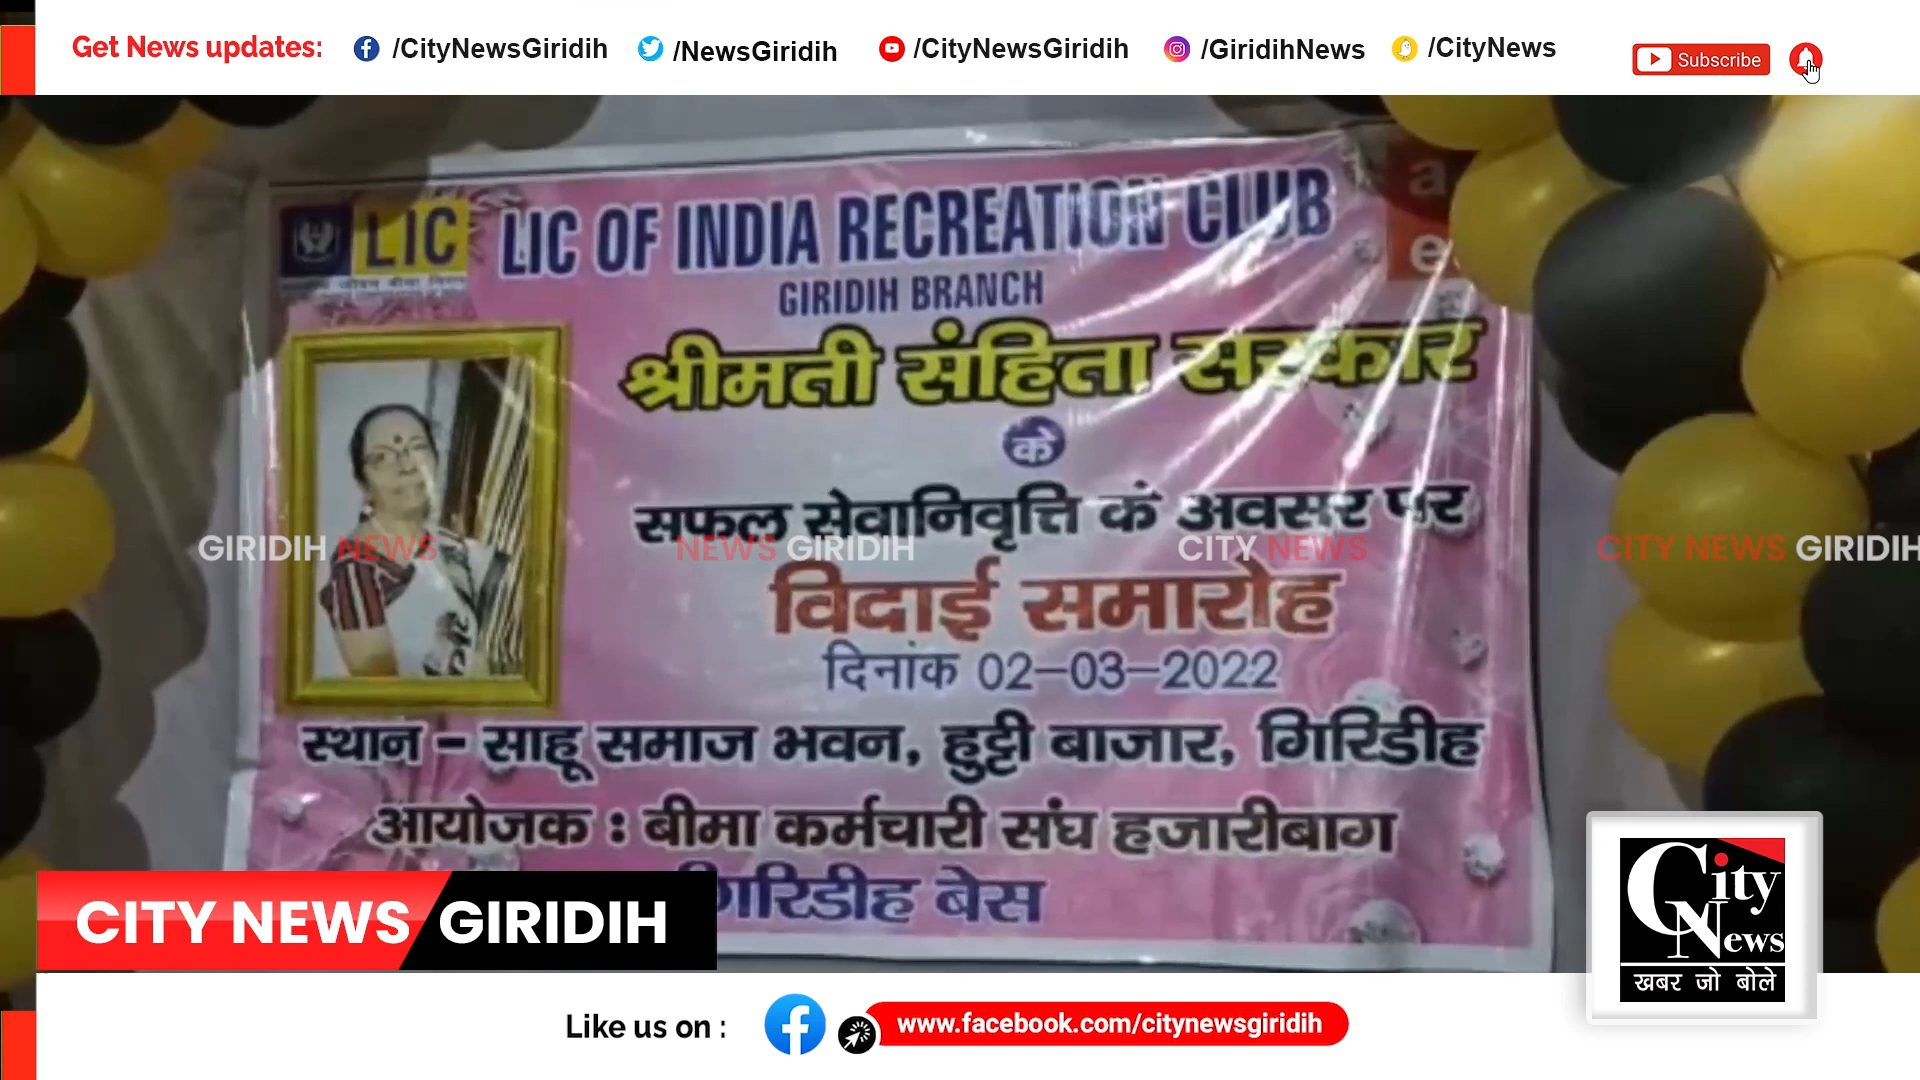 Get News updates: /CityNewsGiridih /NewsGiridih /CityNewsGiridih /GiridihNews /CityNews Subscribe
LIC LIC OF INDIA RECREATION CLUB
GIRIDIH BRANCH
श्रीमती संहिता सरकार
के
सफल सेवानिवृत्ति के अवसर पर
GIRIDIH NEWS NEWS GIRIDIH CITY NEWS CITY NEWS GIRIDIH
विदाई समारोह
दिनांक 02-03-2022
स्थान - साहू समाज भवन, हुट्टी बाजार, गिरिडीह
आयोजक : बीमा कर्मचारी संघ हजारीबाग
गिरिडीह बेस
CITY NEWS GIRIDIH
City News
खबर जो बोले
Like us on : www.facebook.com/citynewsgiridih